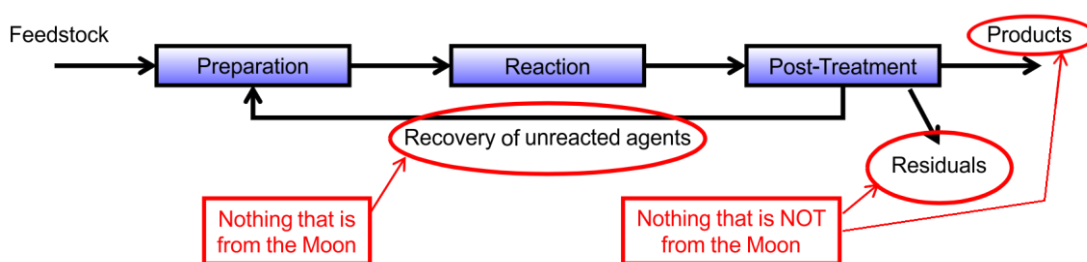 Feedstock
Products
Preparation
Reaction
Post-Treatment
Recovery of unreacted agents
Residuals
Nothing that is
from the Moon
Nothing that is NOT
from the Moon